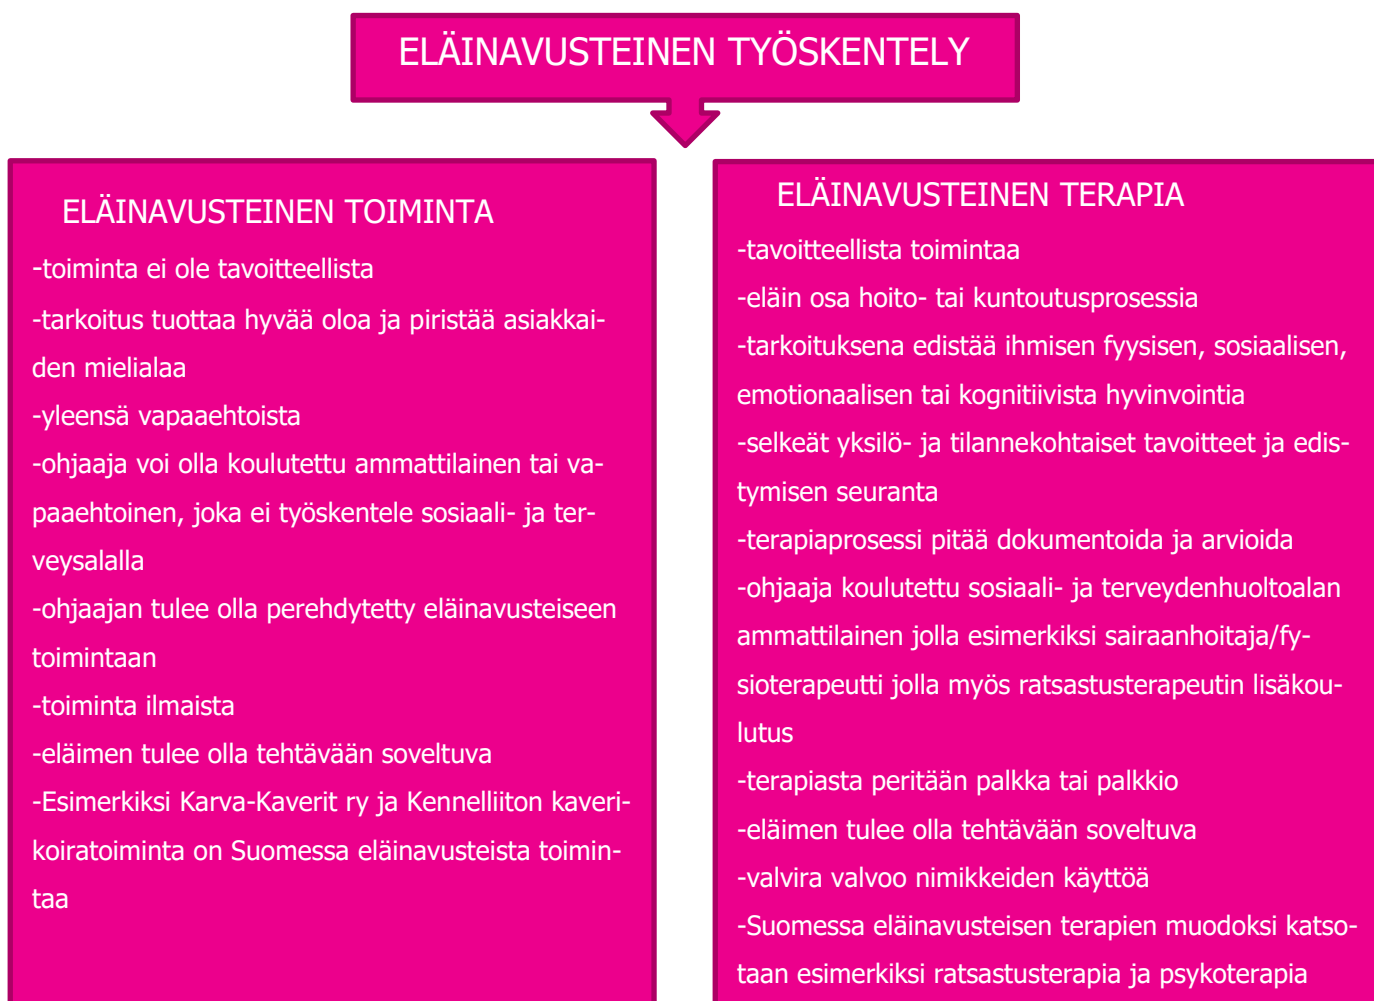 ELÄINAVUSTEINEN TYÖSKENTELY
ELÄINAVUSTEINEN TOIMINTA
-toiminta ei ole tavoitteellista
-tarkoitus tuottaa hyvää oloa ja piristää asiakkai-
den mielialaa
-yleensä vapaaehtoista
-ohjaaja voi olla koulutettu ammattilainen tai va-
paaehtoinen, joka ei työskentele sosiaali- ja ter-
veysalalla
-ohjaajan tulee olla perehdytetty eläinavusteiseen
toimintaan
-toiminta ilmaista
-eläimen tulee olla tehtävään soveltuva
-Esimerkiksi Karva-Kaverit ry ja Kennelliiton kaveri-
koiratoiminta on Suomessa eläinavusteista toimin-
taa
ELÄINAVUSTEINEN TERAPIA
-tavoitteellista toimintaa
-eläin osa hoito- tai kuntoutusprosessia
-tarkoituksena edistää ihmisen fyysisen, sosiaalisen,
emotionaalisen tai kognitiivista hyvinvointia
-selkeät yksilö- ja tilannekohtaiset tavoitteet ja edis-
tymisen seuranta
-terapiaprosessi pitää dokumentoida ja arvioida
-ohjaaja koulutettu sosiaali- ja terveydenhuoltoalan
ammattilainen jolla esimerkiksi sairaanhoitaja/fy-
sioterapeutti jolla myös ratsastusterapeutin lisäkou-
lutus
-terapiasta peritään palkka tai palkkio
-eläimen tulee olla tehtävään soveltuva
-valvira valvoo nimikkeiden käyttöä
-Suomessa eläinavusteisen terapien muodoksi katso-
taan esimerkiksi ratsastusterapia ja psykoterapia